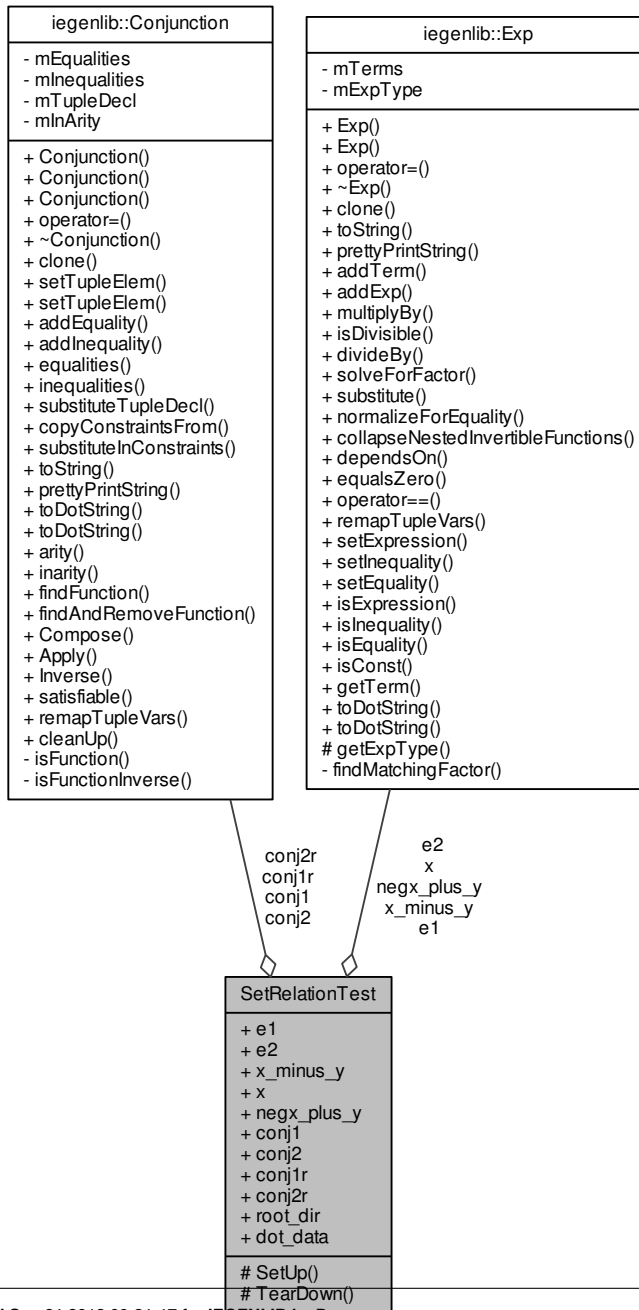 iegenlib::Conjunction
- mEqualities
- mInequalities
- mTupleDecl
- mInArity
+ Conjunction()
+ Conjunction()
+ Conjunction()
+ operator=()
+ ~Conjunction()
+ clone()
+ setTupleElem()
+ setTupleElem()
+ addEquality()
+ addInequality()
+ equalities()
+ inequalities()
+ substituteTupleDecl()
+ copyConstraintsFrom()
+ substituteInConstraints()
+ toString()
+ prettyPrintString()
+ toDotString()
+ toDotString()
+ arity()
+ inarity()
+ findFunction()
+ findAndRemoveFunction()
+ Compose()
+ Apply()
+ Inverse()
+ satisfiable()
+ remapTupleVars()
+ cleanUp()
- isFunction()
- isFunctionInverse()
iegenlib::Exp
- mTerms
- mExpType
+ Exp()
+ Exp()
+ operator=()
+ ~Exp()
+ clone()
+ toString()
+ prettyPrintString()
+ addTerm()
+ addExp()
+ multiplyBy()
+ isDivisible()
+ divideBy()
+ solveForFactor()
+ substitute()
+ normalizeForEquality()
+ collapseNestedInvertibleFunctions()
+ dependsOn()
+ equalsZero()
+ operator==()
+ remapTupleVars()
+ setExpression()
+ setInequality()
+ setEquality()
+ isExpression()
+ isInequality()
+ isEquality()
+ isConst()
+ getTerm()
+ toDotString()
+ toDotString()
# getExpType()
- findMatchingFactor()
conj2r
conj1r
conj1
conj2
e2
x
negx_plus_y
x_minus_y
e1
SetRelationTest
+ e1
+ e2
+ x_minus_y
+ x
+ negx_plus_y
+ conj1
+ conj2
+ conj1r
+ conj2r
+ root_dir
+ dot_data
# SetUp()
# TearDown()